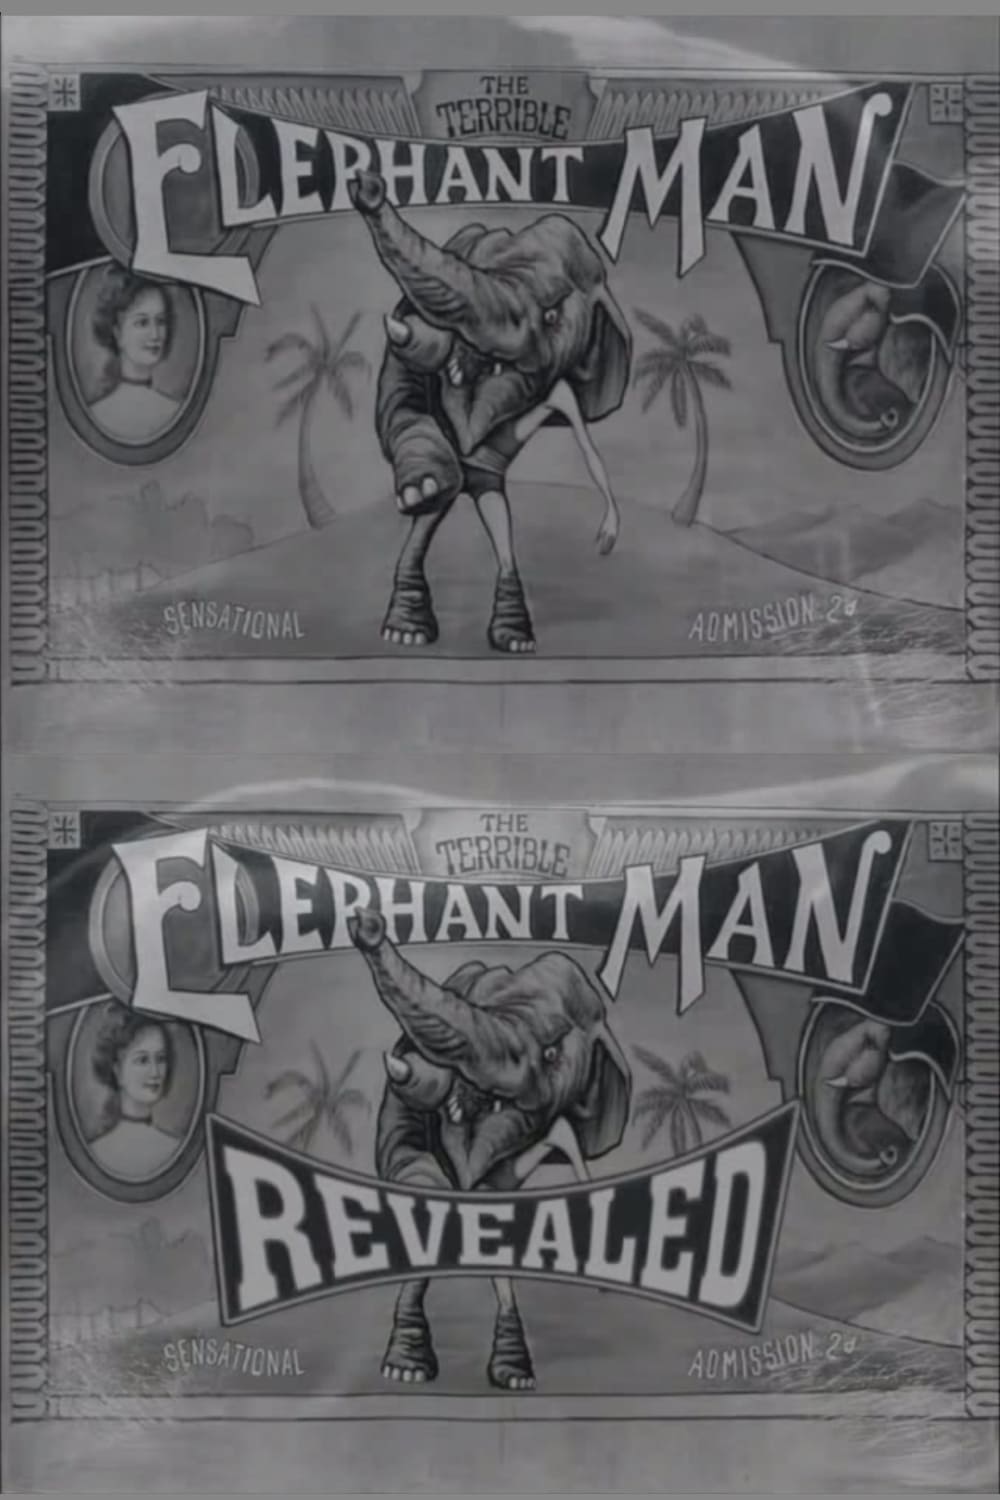 THE
TERRIBLE
ELEPHANT MAN
SENSATIONAL
ADMISSION 2d
THE
TERRIBLE
ELEPHANT MAN
REVEALED
SENSATIONAL
ADMISSION 2d